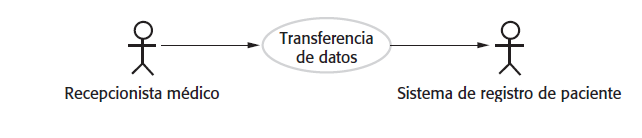 Transferencia
de datos
Recepcionista médico
Sistema de registro de paciente